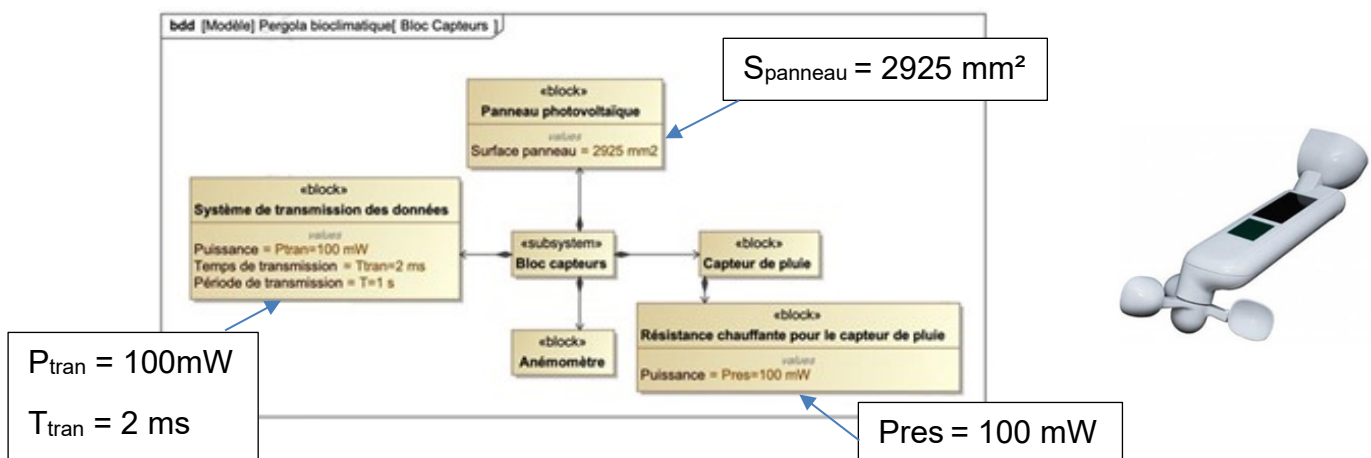 bdd [Modèle] Pergola bioclimatique[ Bloc Capteurs ]
Spanneau = 2925 mm²
«block»
Panneau photovoltaïque
values
Surface panneau = 2925 mm2
«block»
Système de transmission des données
values
Puissance = Ptran=100 mW
Temps de transmission = Ttran=2 ms
Période de transmission = T=1 s
«subsystem»
Bloc capteurs
«block»
Capteur de pluie
«block»
Anémomètre
«block»
Résistance chauffante pour le capteur de pluie
values
Puissance = Pres=100 mW
Ptran = 100mW
Ttran = 2 ms
Pres = 100 mW